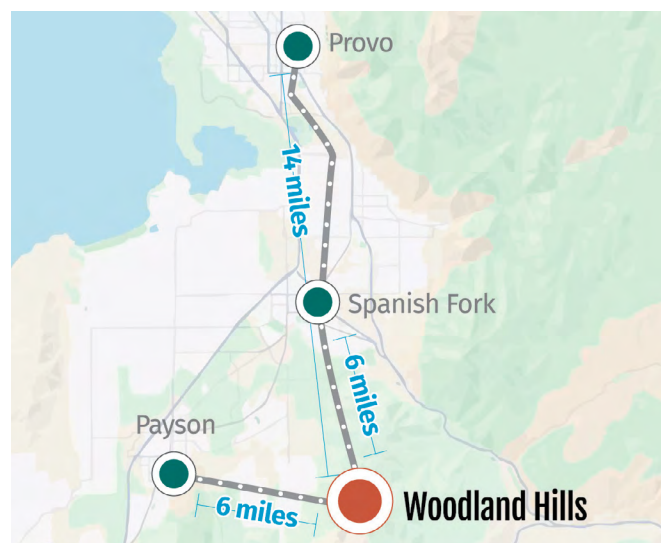 Provo
14 miles
Spanish Fork
6 miles
Payson
6 miles
Woodland Hills